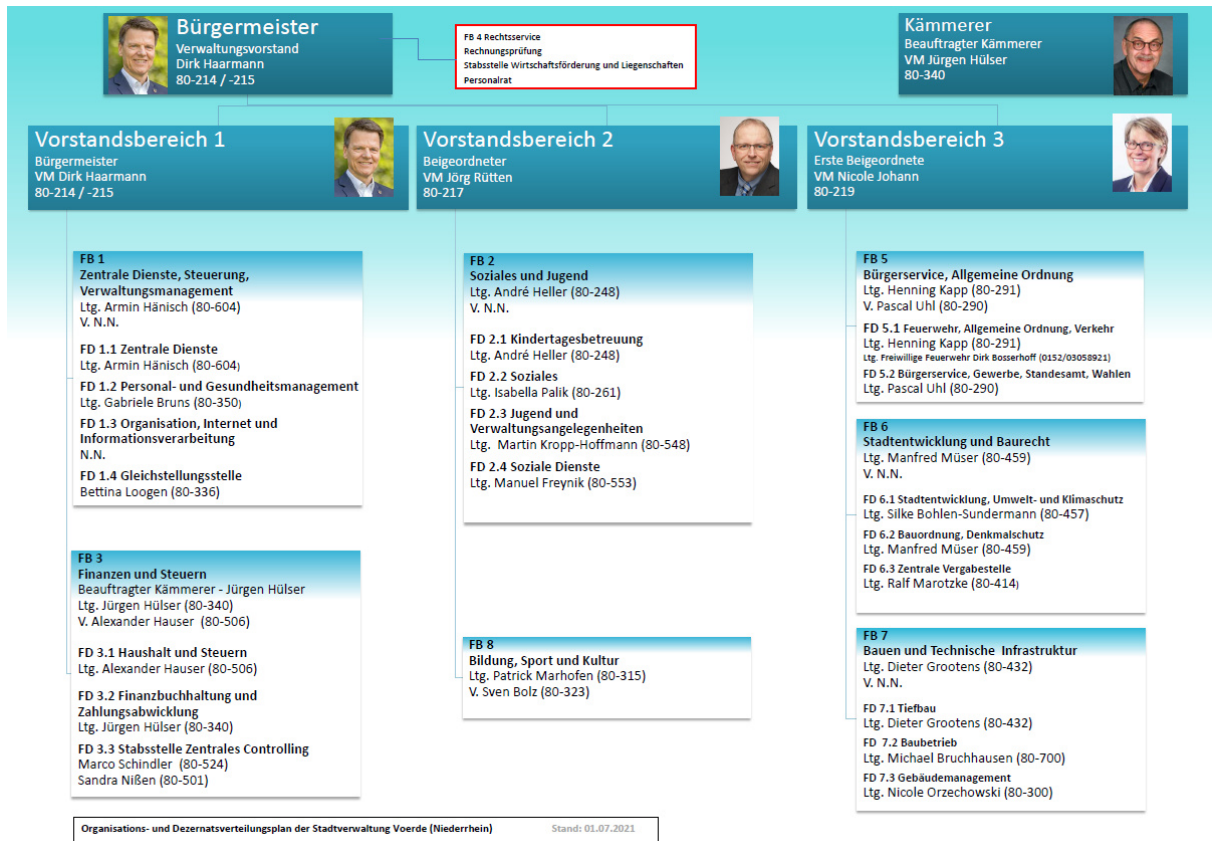 Bürgermeister
Verwaltungsvorstand
Dirk Haarmann
80-214 / -215
FB 4 Rechtsservice
Rechnungsprüfung
Stabsstelle Wirtschaftsförderung und Liegenschaften
Personalrat
Kämmerer
Beauftragter Kämmerer
VM Jürgen Hülser
80-340
Vorstandsbereich 1
Bürgermeister
VM Dirk Haarmann
80-214 / -215
Vorstandsbereich 2
Beigeordneter
VM Jörg Rütten
80-217
Vorstandsbereich 3
Erste Beigeordnete
VM Nicole Johann
80-219
FB 1
Zentrale Dienste, Steuerung,
Verwaltungsmanagement
Ltg. Armin Hänisch (80-604)
V. N.N.
FD 1.1 Zentrale Dienste
Ltg. Armin Hänisch (80-604)
FD 1.2 Personal- und Gesundheitsmanagement
Ltg. Gabriele Bruns (80-350)
FD 1.3 Organisation, Internet und
Informationsverarbeitung
N.N.
FD 1.4 Gleichstellungsstelle
Bettina Loogen (80-336)
FB 3
Finanzen und Steuern
Beauftragter Kämmerer - Jürgen Hülser
Ltg. Jürgen Hülser (80-340)
V. Alexander Hauser (80-506)
FD 3.1 Haushalt und Steuern
Ltg. Alexander Hauser (80-506)
FD 3.2 Finanzbuchhaltung und
Zahlungsabwicklung
Ltg. Jürgen Hülser (80-340)
FD 3.3 Stabsstelle Zentrales Controlling
Marco Schindler (80-524)
Sandra Nißen (80-501)
FB 2
Soziales und Jugend
Ltg. André Heller (80-248)
V. N.N.
FD 2.1 Kindertagesbetreuung
Ltg. André Heller (80-248)
FD 2.2 Soziales
Ltg. Isabella Palik (80-261)
FD 2.3 Jugend und
Verwaltungsangelegenheiten
Ltg. Martin Kropp-Hoffmann (80-548)
FD 2.4 Soziale Dienste
Ltg. Manuel Freynik (80-553)
FB 8
Bildung, Sport und Kultur
Ltg. Patrick Marhofen (80-315)
V. Sven Bolz (80-323)
FB 5
Bürgerservice, Allgemeine Ordnung
Ltg. Henning Kapp (80-291)
V. Pascal Uhl (80-290)
FD 5.1 Feuerwehr, Allgemeine Ordnung, Verkehr
Ltg. Henning Kapp (80-291)
Ltg. Freiwillige Feuerwehr Dirk Bosserhoff (0152/03058921)
FD 5.2 Bürgerservice, Gewerbe, Standesamt, Wahlen
Ltg. Pascal Uhl (80-290)
FB 6
Stadtentwicklung und Baurecht
Ltg. Manfred Müser (80-459)
V. N.N.
FD 6.1 Stadtentwicklung, Umwelt- und Klimaschutz
Ltg. Silke Bohlen-Sundermann (80-457)
FD 6.2 Bauordnung, Denkmalschutz
Ltg. Manfred Müser (80-459)
FD 6.3 Zentrale Vergabestelle
Ltg. Ralf Marotzke (80-414)
FB 7
Bauen und Technische Infrastruktur
Ltg. Dieter Grootens (80-432)
V. N.N.
FD 7.1 Tiefbau
Ltg. Dieter Grootens (80-432)
FD 7.2 Baubetrieb
Ltg. Michael Bruchhausen (80-700)
FD 7.3 Gebäudemanagement
Ltg. Nicole Orzechowski (80-300)
Organisations- und Dezernatsverteilungsplan der Stadtverwaltung Voerde (Niederrhein) Stand: 01.07.2021